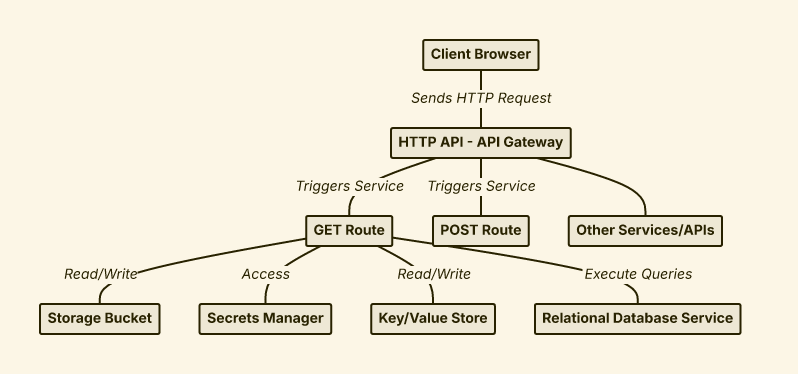 Client Browser
Sends HTTP Request
HTTP API - API Gateway
Triggers Service
Triggers Service
GET Route
POST Route
Other Services/APIs
Read/Write
Access
Read/Write
Execute Queries
Storage Bucket
Secrets Manager
Key/Value Store
Relational Database Service